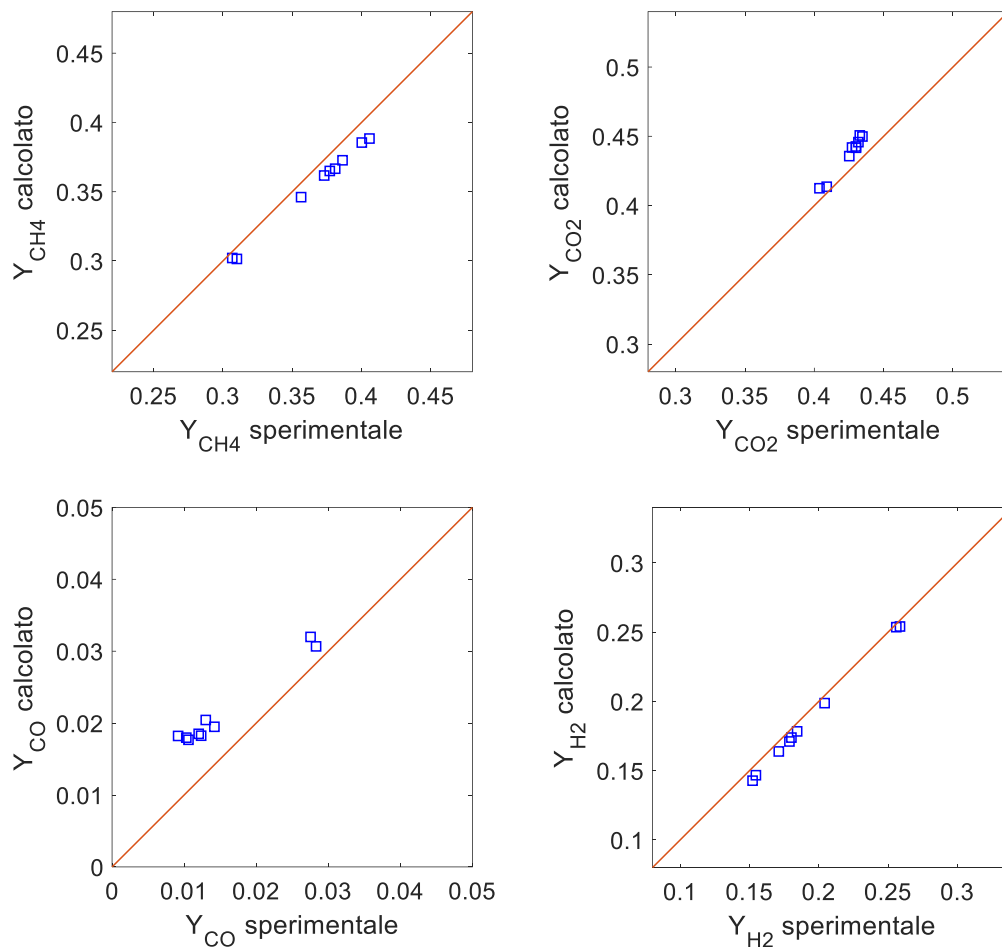 0.45
0.4
0.35
0.3
0.25
Y_CH4 calcolato
0.25 0.3 0.35 0.4 0.45
Y_CH4 sperimentale
0.5
0.45
0.4
0.35
0.3
Y_CO2 calcolato
0.3 0.35 0.4 0.45 0.5
Y_CO2 sperimentale
0.05
0.04
0.03
0.02
0.01
0
Y_CO calcolato
0 0.01 0.02 0.03 0.04 0.05
Y_CO sperimentale
0.3
0.25
0.2
0.15
0.1
Y_H2 calcolato
0.1 0.15 0.2 0.25 0.3
Y_H2 sperimentale